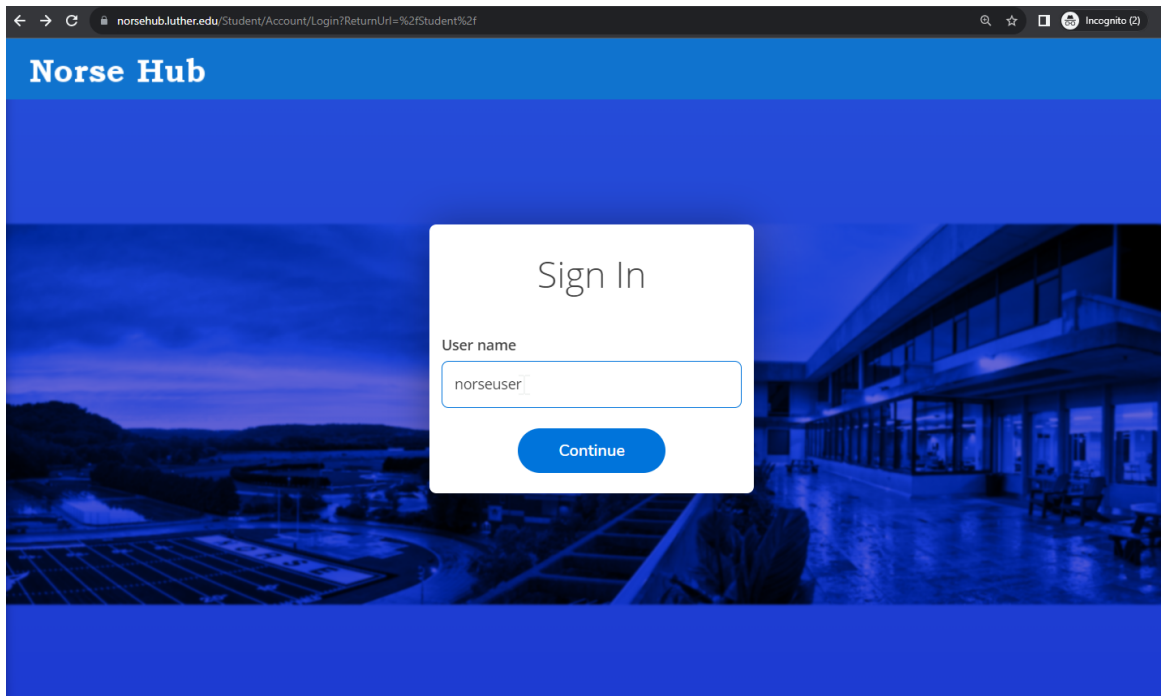 norsehub.luther.edu/Student/Account/Login?ReturnUrl=%2fStudent%2f
Incognito (2)
Norse Hub
Sign In
User name
norseuser
Continue